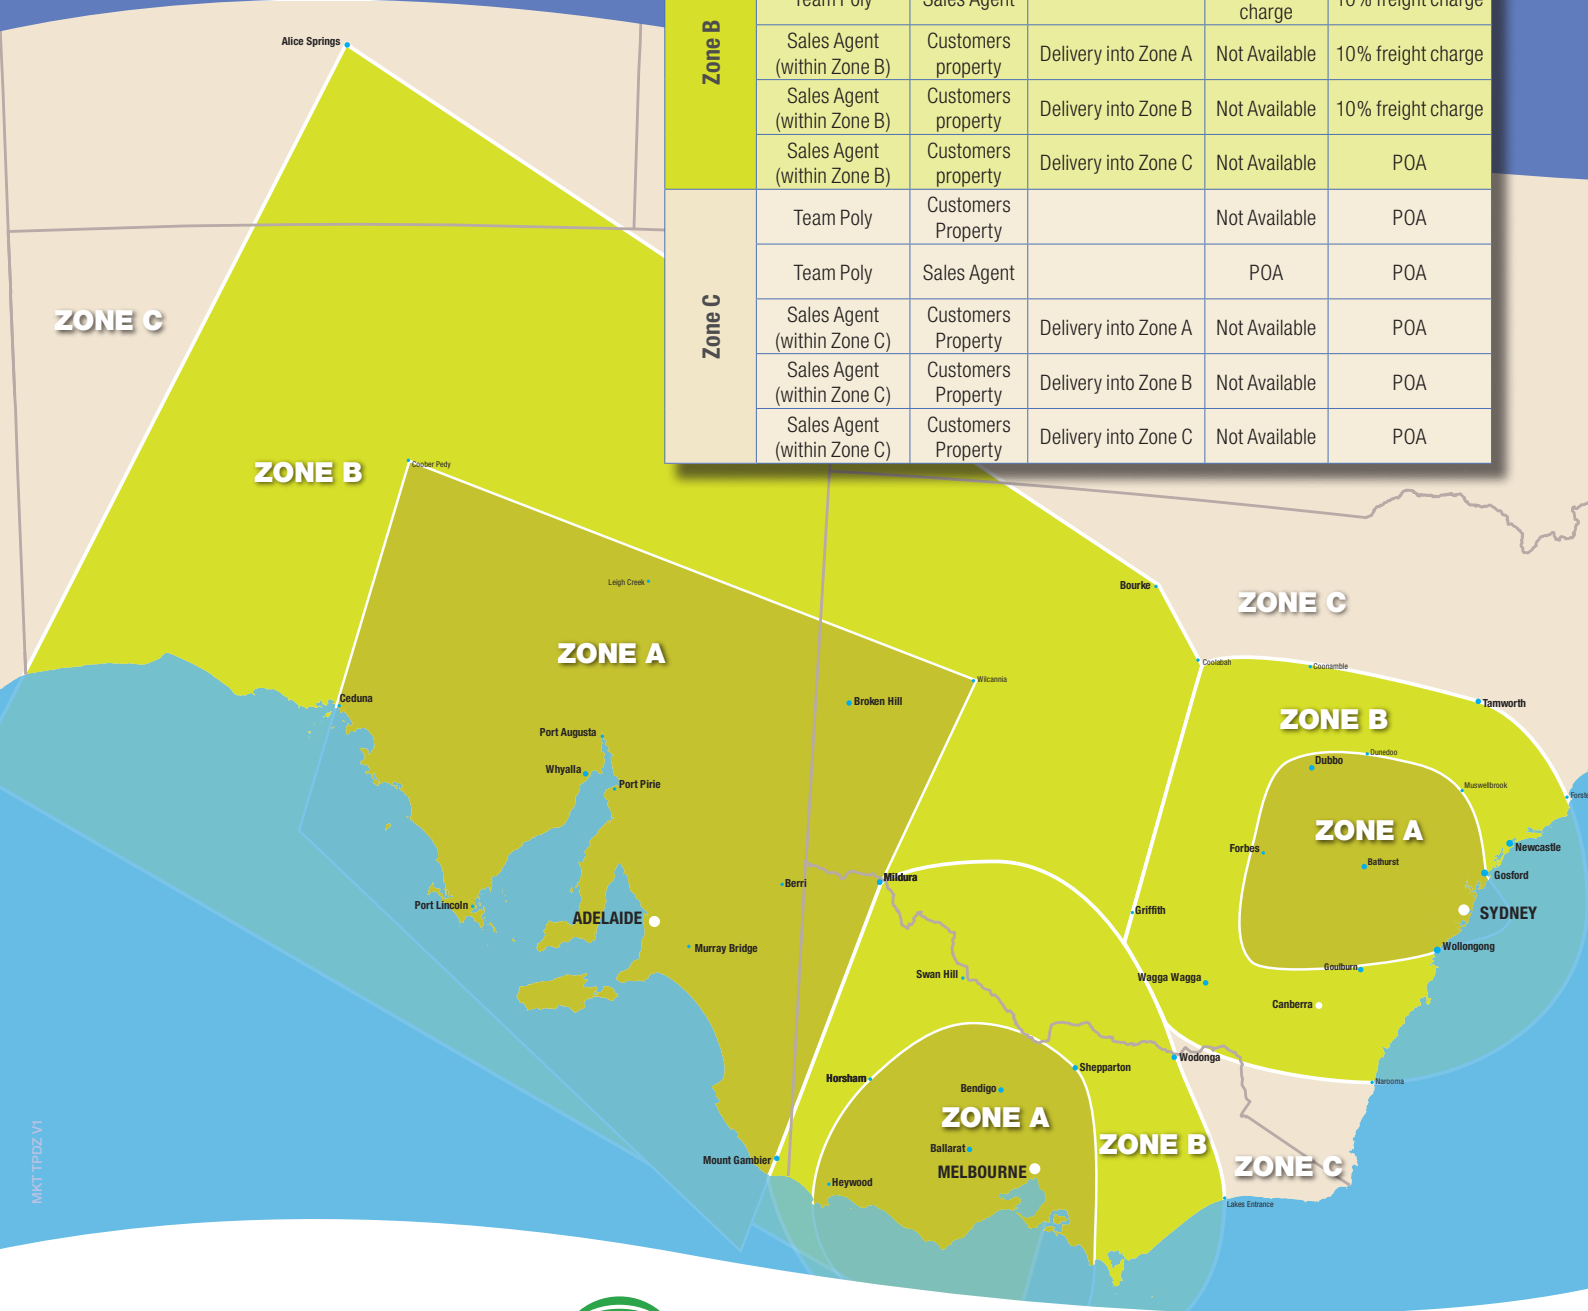 Zone B
Team Poly Sales Agent charge 10% freight charge
Sales Agent (within Zone B) Customers property Delivery into Zone A Not Available 10% freight charge
Sales Agent (within Zone B) Customers property Delivery into Zone B Not Available 10% freight charge
Sales Agent (within Zone B) Customers property Delivery into Zone C Not Available POA
Zone C
Team Poly Customers Property Not Available POA
Team Poly Sales Agent POA POA
Sales Agent (within Zone C) Customers Property Delivery into Zone A Not Available POA
Sales Agent (within Zone C) Customers Property Delivery into Zone B Not Available POA
Sales Agent (within Zone C) Customers Property Delivery into Zone C Not Available POA
Alice Springs
ZONE C
ZONE B
Coober Pedy
Leigh Creek
Bourke
ZONE C
ZONE A
Coolabah
Coonamble
Wilcannia
Ceduna
Broken Hill
Tamworth
ZONE B
Port Augusta
Dunedoo
Dubbo
Whyalla
Port Pirie
Muswellbrook
Forste
ZONE A
Forbes
Newcastle
Bathurst
Gosford
Berri
Mildura
Port Lincoln
ADELAIDE
Griffith
SYDNEY
Murray Bridge
Wollongong
Goulburn
Swan Hill
Wagga Wagga
Canberra
Wodonga
Shepparton
Horsham
Narooma
Bendigo
ZONE A
ZONE B
Ballarat
Mount Gambier
ZONE C
MELBOURNE
Heywood
Lakes Entrance
MKT TPDZ V1